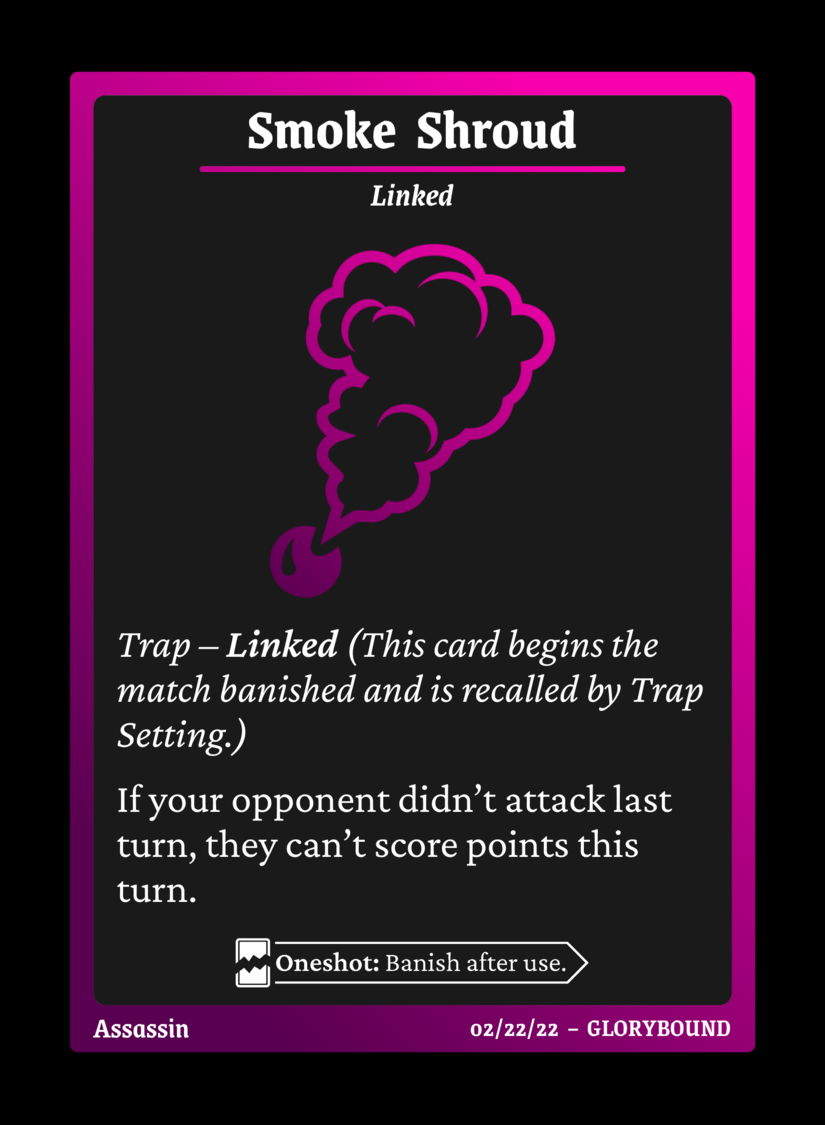 Smoke Shroud
Linked
Trap – Linked (This card begins the
match banished and is recalled by Trap
Setting.)
If your opponent didn’t attack last
turn, they can’t score points this
turn.
Oneshot: Banish after use.
Assassin
02/22/22 – GLORYBOUND